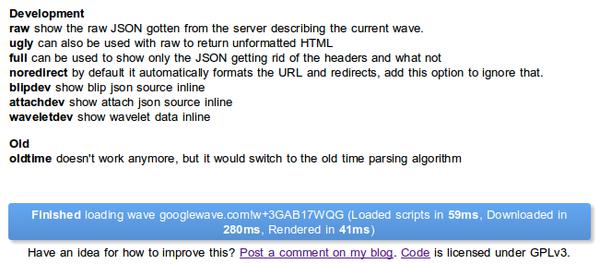 Development
raw show the raw JSON gotten from the server describing the current wave.
ugly can also be used with raw to return unformatted HTML
full can be used to show only the JSON getting rid of the headers and what not
noredirect by default it automatically formats the URL and redirects, add this option to ignore that.
blipdev show blip json source inline
attachdev show attach json source inline
waveletdev show wavelet data inline
Old
oldtime doesn't work anymore, but it would switch to the old time parsing algorithm
Finished loading wave googlewave.com!w+3GAB17WQG (Loaded scripts in 59ms, Downloaded in
280ms, Rendered in 41ms)
Have an idea for how to improve this? Post a comment on my blog. Code is licensed under GPLv3.